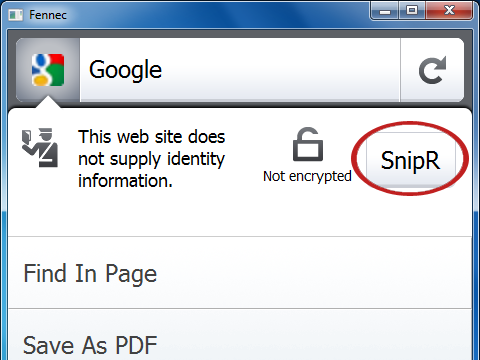 Fennec
Google
This web site does
not supply identity
information.
Not encrypted
SnipR
Find In Page
Save As PDF